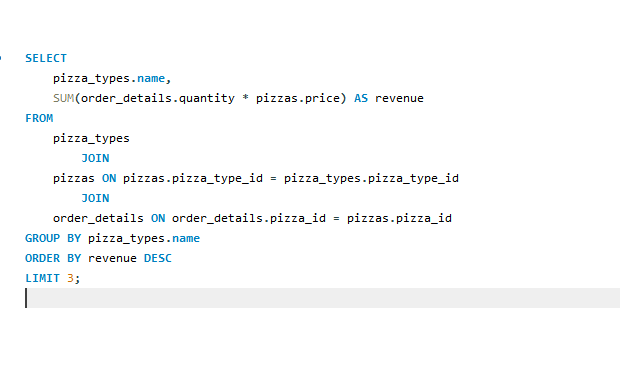 SELECT
    pizza_types.name,
    SUM(order_details.quantity * pizzas.price) AS revenue
FROM
    pizza_types
        JOIN
    pizzas ON pizzas.pizza_type_id = pizza_types.pizza_type_id
        JOIN
    order_details ON order_details.pizza_id = pizzas.pizza_id
GROUP BY pizza_types.name
ORDER BY revenue DESC
LIMIT 3;